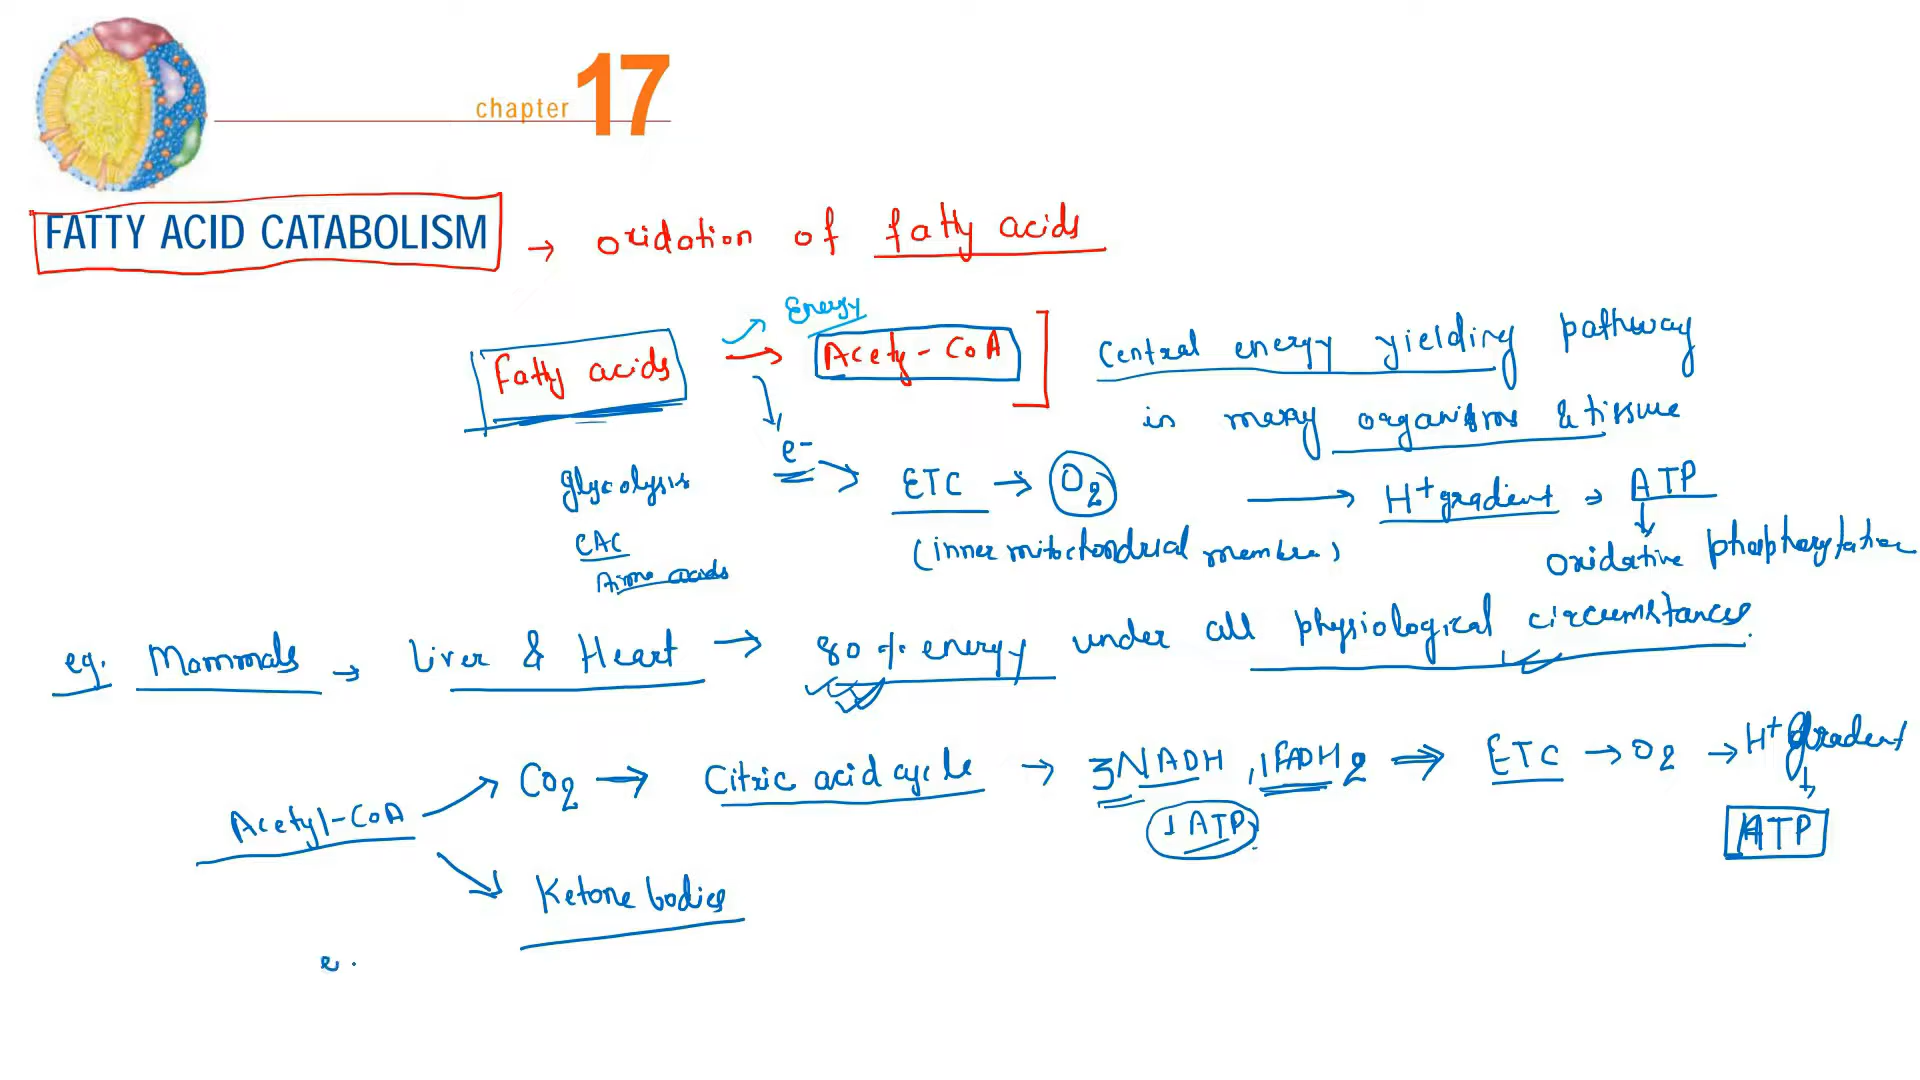 chapter 17
FATTY ACID CATABOLISM → oxidation of fatty acids
Energy
Fatty acids → Acety-CoA
Central energy yielding pathway
in many organisms & tissue
e- → ETC → O2 → H+ gradient → ATP
glycolysis
CAC
(inner mitochondrial membrane)
oxidative phosphorylation
eg. Mammals → Liver & Heart → 80% energy under all physiological circumstances.
Acetyl-CoA
CO2 → Citric acid cycle → 3NADH, 1FADH2 ⇒ ETC → O2 → H+ gradient
1 ATP
ATP
Ketone bodies
e.